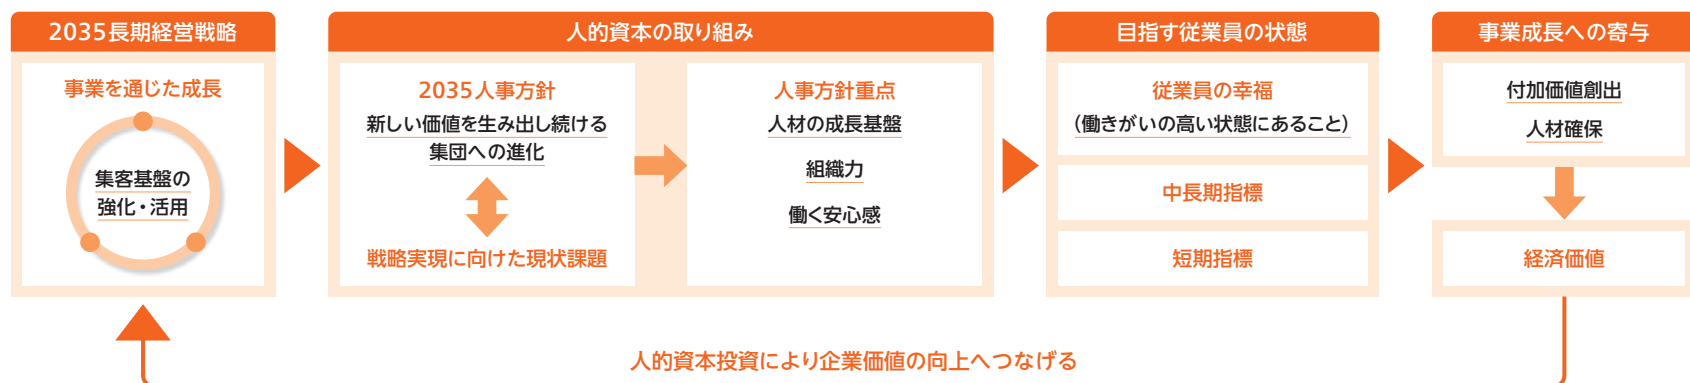 2035長期経営戦略
事業を通じた成長
集客基盤の
強化・活用
人的資本の取り組み
2035人事方針
新しい価値を生み出し続ける
集団への進化
戦略実現に向けた現状課題
人事方針重点
人材の成長基盤
組織力
働く安心感
目指す従業員の状態
従業員の幸福
（働きがいの高い状態にあること）
中長期指標
短期指標
事業成長への寄与
付加価値創出
人材確保
経済価値
人的資本投資により企業価値の向上へつなげる